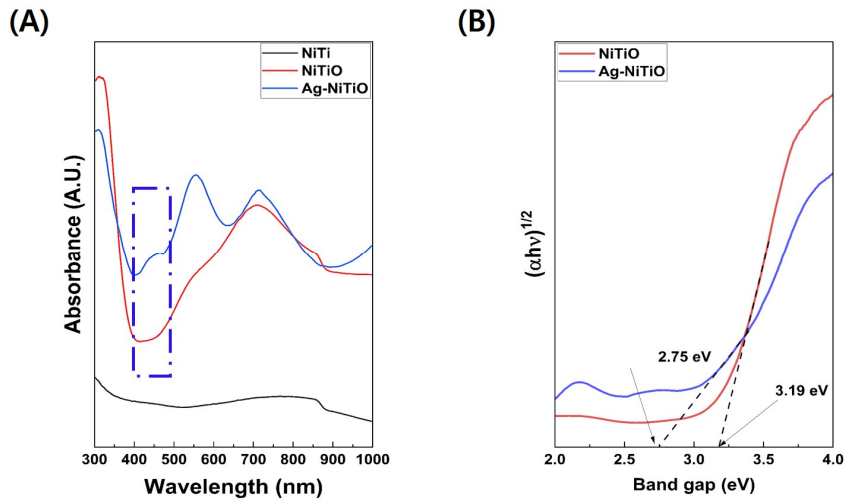 (A)
NiTi
NiTiO
Ag-NiTiO
Absorbance (A.U.)
300 400 500 600 700 800 900 1000
Wavelength (nm)
(B)
NiTiO
Ag-NiTiO
(αhν)1/2
2.75 eV
3.19 eV
2.0 2.5 3.0 3.5 4.0
Band gap (eV)